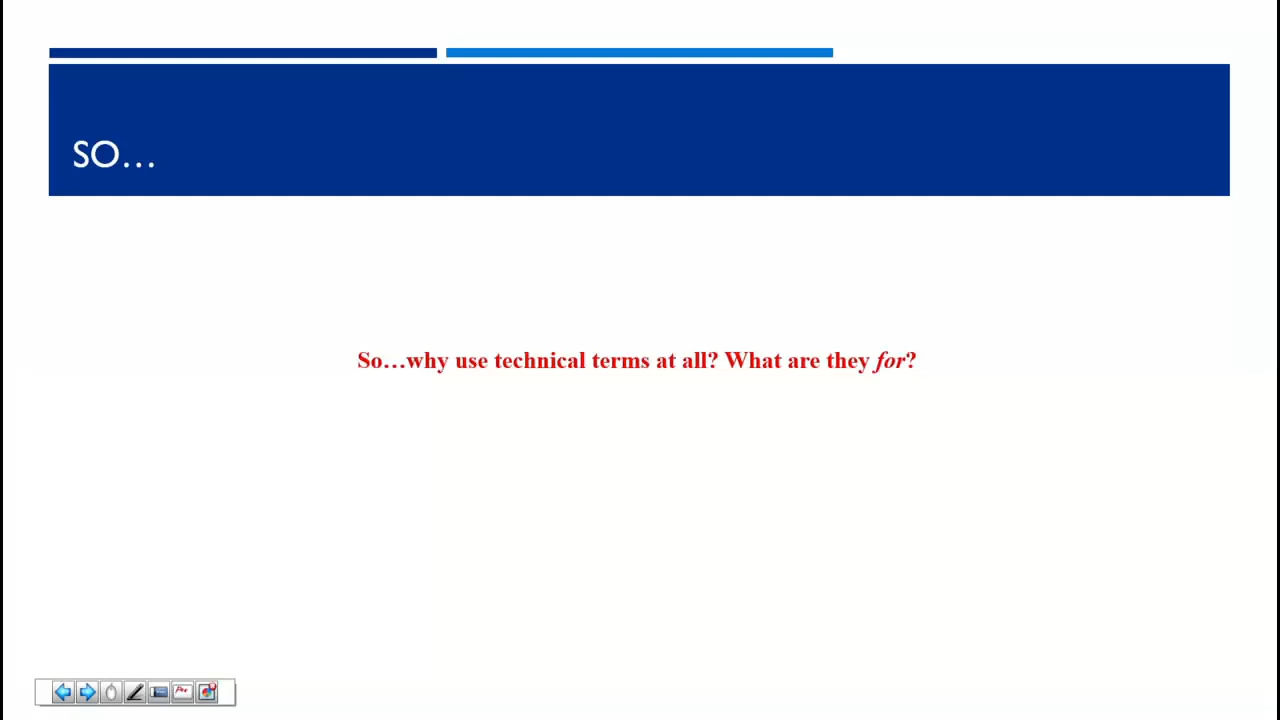 SO…
So…why use technical terms at all? What are they for?